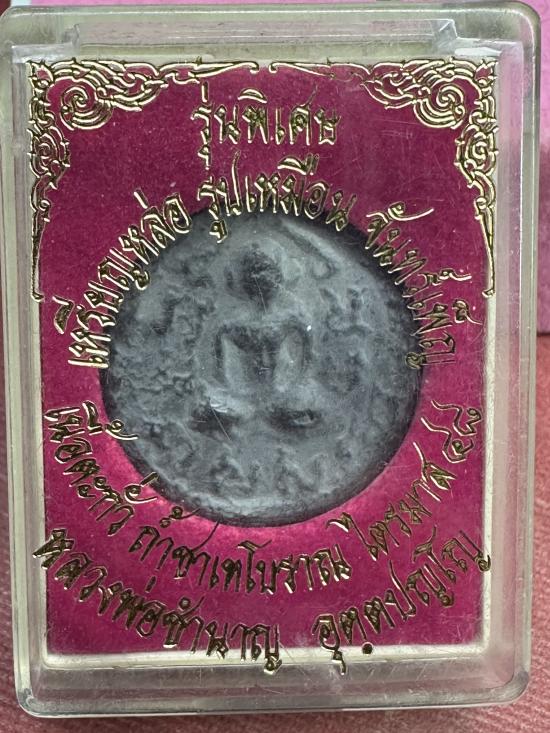 รุ่นพิเศษ
เหรียญหล่อ รูปเหมือน จันทร์เพ็ญ
เนื้อตะกั่ว ถ้ำชาเทโบราณ ไตรมาส ๔๘
หลวงพ่อชำนาญ อุตฺตปญฺโญ